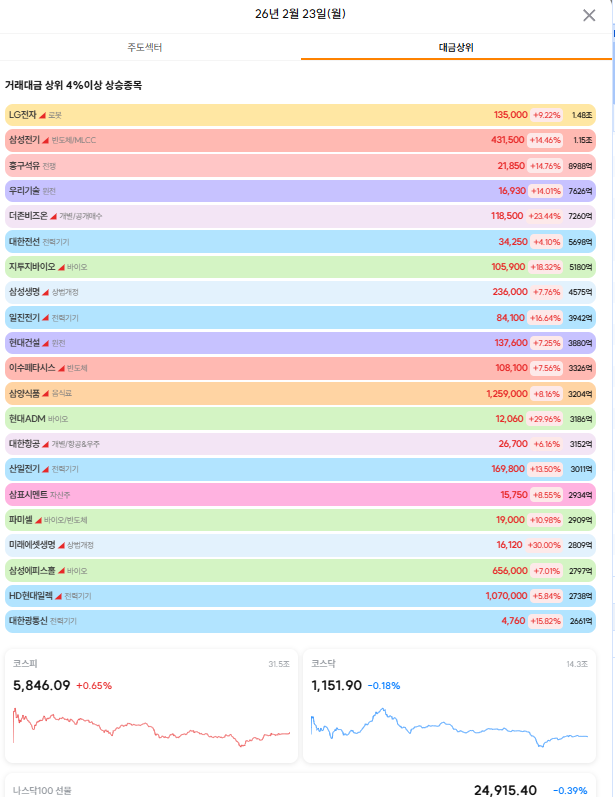 26년 2월 23일(월)
주도섹터 대금상위
거래대금 상위 4%이상 상승종목
LG전자 로봇 135,000 +9.22% 1.48조
삼성전기 반도체/MLCC 431,500 +14.46% 1.15조
흥구석유 전쟁 21,850 +14.76% 8988억
우리기술 원전 16,930 +14.01% 7626억
더존비즈온 개별/공개매수 118,500 +23.44% 7260억
대한전선 전력기기 34,250 +4.10% 5698억
지투지바이오 바이오 105,900 +18.32% 5180억
삼성생명 상법개정 236,000 +7.76% 4575억
일진전기 전력기기 84,100 +16.64% 3942억
현대건설 원전 137,600 +7.25% 3880억
이수페타시스 반도체 108,100 +7.56% 3326억
삼양식품 음식료 1,259,000 +8.16% 3204억
현대ADM 바이오 12,060 +29.96% 3186억
대한항공 개별/항공&우주 26,700 +6.16% 3152억
산일전기 전력기기 169,800 +13.50% 3011억
삼표시멘트 자산주 15,750 +8.55% 2934억
파미셀 바이오/반도체 19,000 +10.98% 2909억
미래에셋생명 상법개정 16,120 +30.00% 2809억
삼성에피스홀 바이오 656,000 +7.01% 2797억
HD현대일렉 전력기기 1,070,000 +5.84% 2738억
대한광통신 전력기기 4,760 +15.82% 2661억
코스피 31.5조
5,846.09 +0.65%
코스닥 14.3조
1,151.90 -0.18%
나스닥100 선물 24,915.40 -0.39%